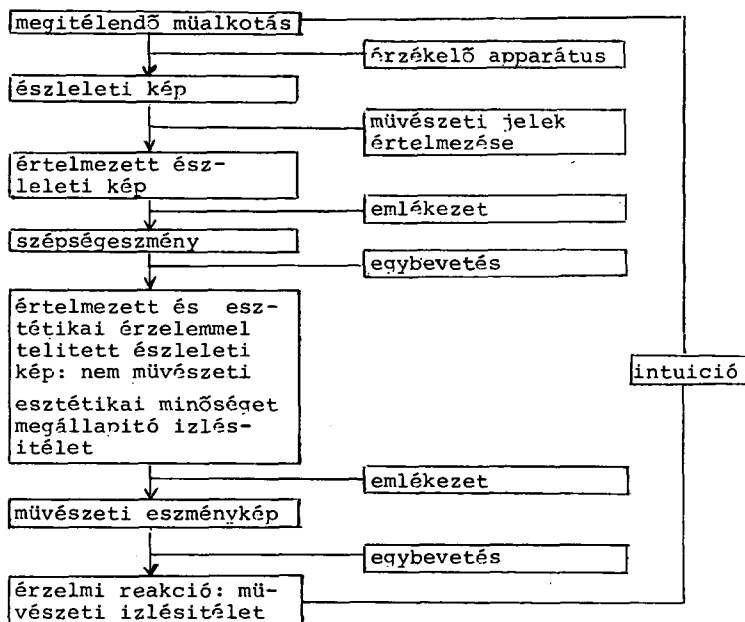 megitélendő müalkotás
érzékelő apparátus
észleleti kép
müvészeti jelek
értelmezése
értelmezett ész-
leleti kép
emlékezet
szépségeszmény
egybevetés
értelmezett és esz-
tétikai érzelemmel
telitett észleleti
kép: nem müvészeti
esztétikai minőséget
megállapitó izlés-
itélet
intuició
emlékezet
müvészeti eszménykép
egybevetés
érzelmi reakció: mü-
vészeti izlésitélet